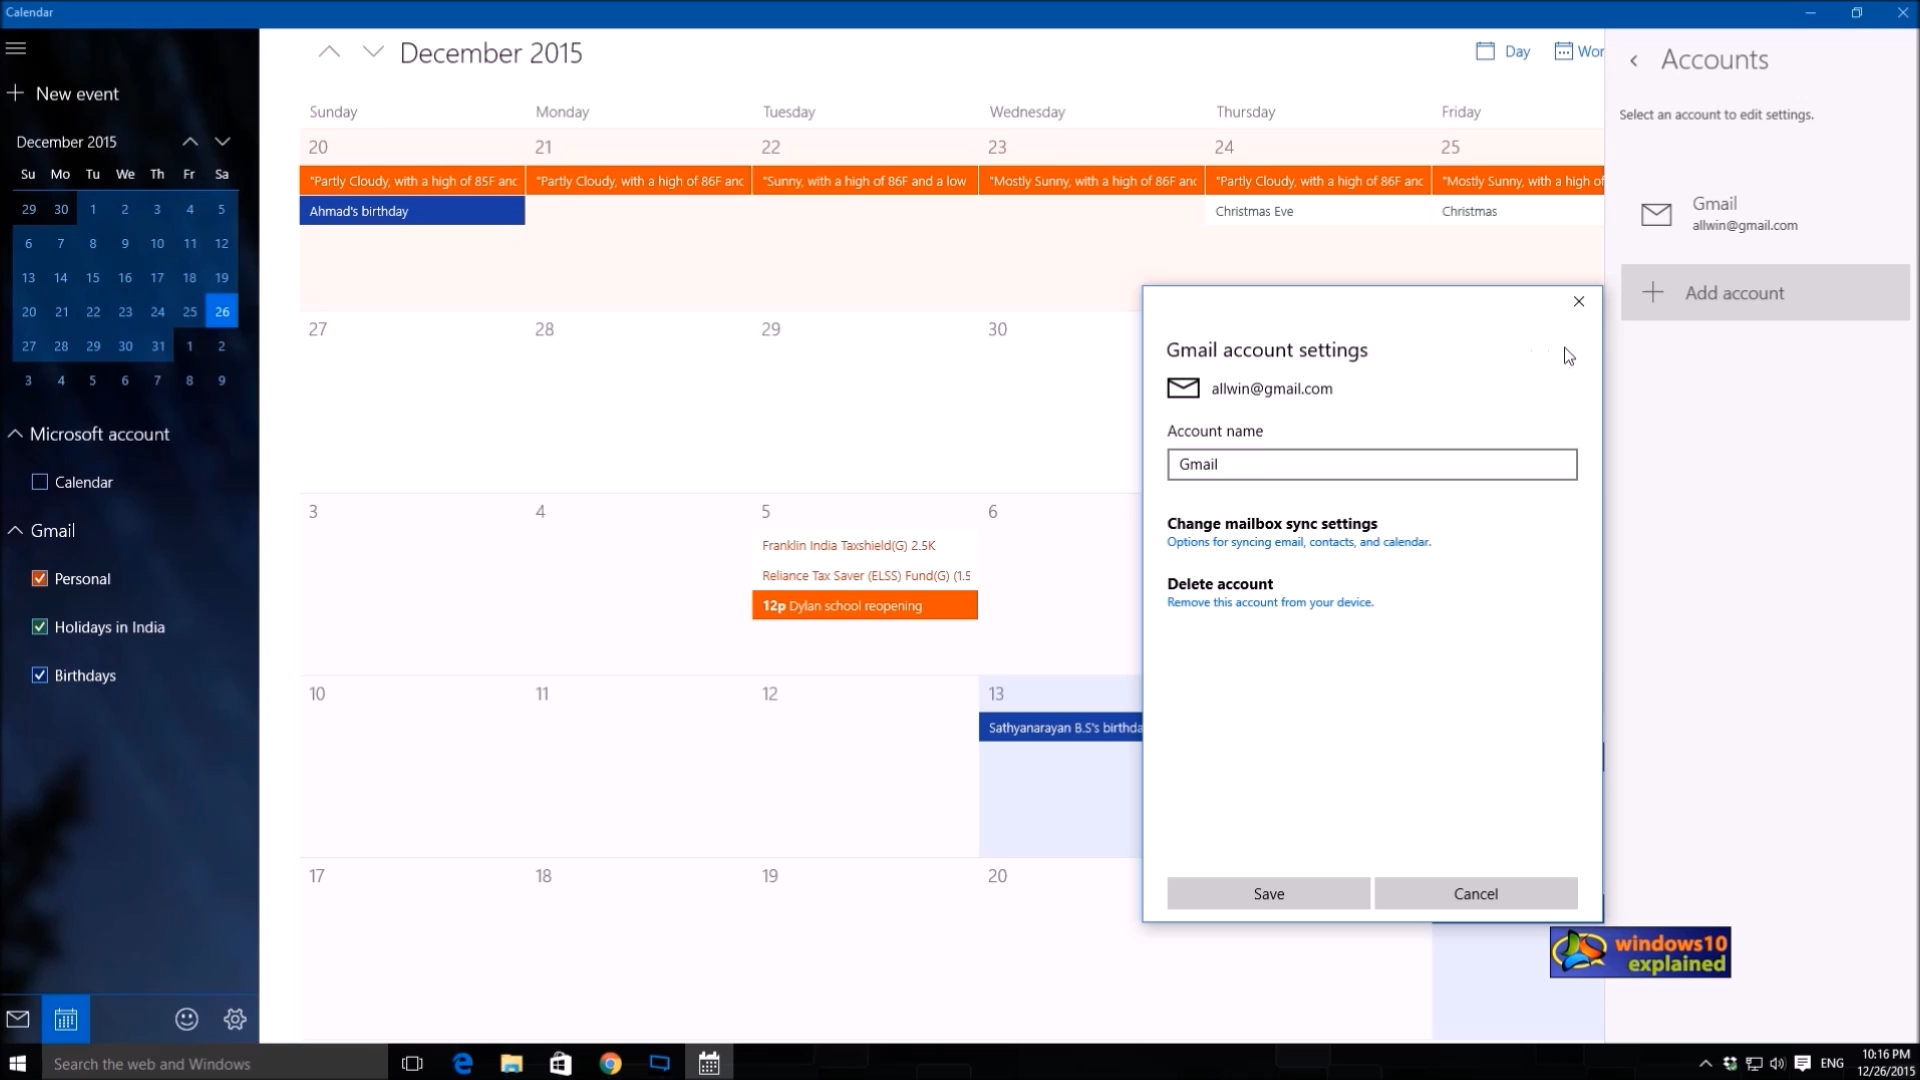 Calendar
New event
December 2015
Su Mo Tu We Th Fr Sa
29 30 1 2 3 4 5
6 7 8 9 10 11 12
13 14 15 16 17 18 19
20 21 22 23 24 25 26
27 28 29 30 31 1 2
3 4 5 6 7 8 9
Microsoft account
Calendar
Gmail
Personal
Holidays in India
Birthdays
December 2015
Day
Wor
Sunday Monday Tuesday Wednesday Thursday Friday
20 21 22 23 24 25
"Partly Cloudy, with a high of 85F anc
"Partly Cloudy, with a high of 86F anc
"Sunny, with a high of 86F and a low
"Mostly Sunny, with a high of 86F anc
"Partly Cloudy, with a high of 86F anc
"Mostly Sunny, with a high of
Ahmad's birthday
Christmas Eve
Christmas
27 28 29 30
3 4 5 6
Franklin India Taxshield(G) 2.5K
Reliance Tax Saver (ELSS) Fund(G) (1.5
12p Dylan school reopening
10 11 12 13
Sathyanarayan B.S's birthda
17 18 19 20
Gmail account settings
allwin@gmail.com
Account name
Gmail
Change mailbox sync settings
Options for syncing email, contacts, and calendar.
Delete account
Remove this account from your device.
Save
Cancel
Accounts
Select an account to edit settings.
Gmail
allwin@gmail.com
Add account
windows10
explained
Search the web and Windows
ENG
10:16 PM
12/26/2015